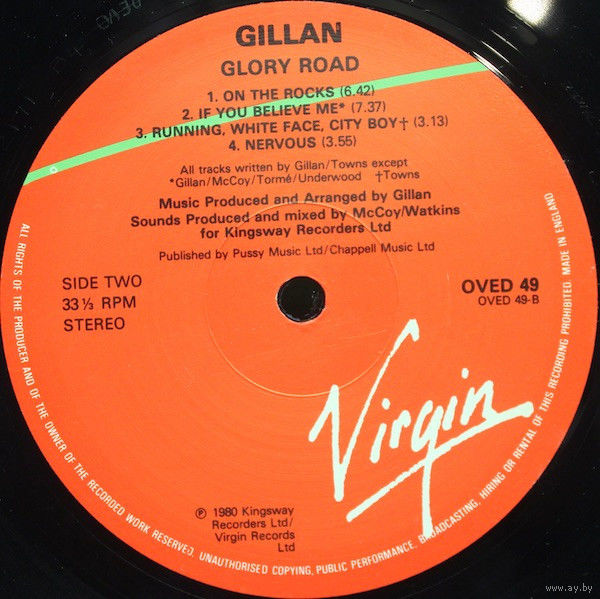 GILLAN
GLORY ROAD
1. ON THE ROCKS (6.42)
2. IF YOU BELIEVE ME* (7.37)
3. RUNNING, WHITE FACE, CITY BOY† (3.13)
4. NERVOUS (3.55)
All tracks written by Gillan/Towns except
*Gillan/McCoy/Tormé/Underwood †Towns
Music Produced and Arranged by Gillan
Sounds Produced and mixed by McCoy/Watkins
for Kingsway Recorders Ltd
Published by Pussy Music Ltd/Chappell Music Ltd
SIDE TWO
33⅓ RPM
STEREO
OVED 49
OVED 49-B
Virgin
℗ 1980 Kingsway
Recorders Ltd/
Virgin Records
Ltd
ALL RIGHTS OF THE PRODUCER AND OF THE OWNER OF THE RECORDED WORK RESERVED. UNAUTHORISED COPYING, PUBLIC PERFORMANCE, BROADCASTING, HIRING OR RENTAL OF THIS RECORDING PROHIBITED. MADE IN ENGLAND
www.ay.by